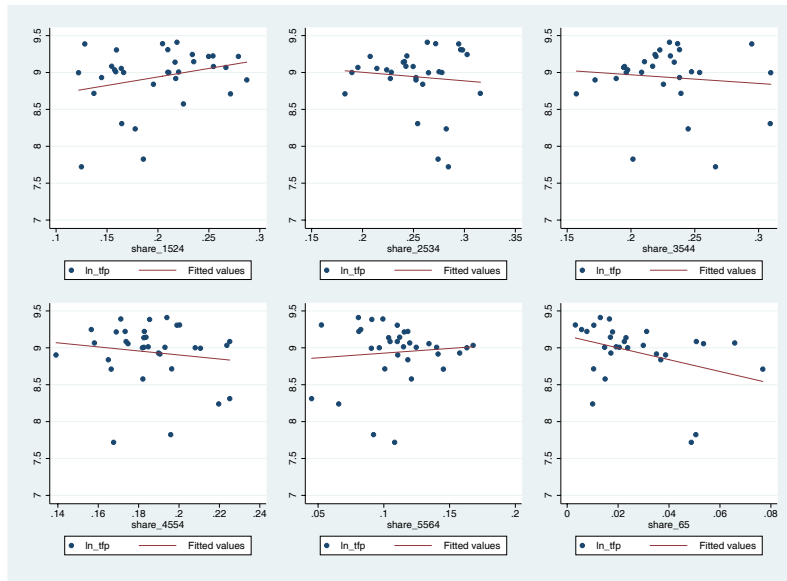 9.5
9
8.5
8
7.5
7
.1 .15 .2 .25 .3
share_1524
ln_tfp Fitted values
9.5
9
8.5
8
7.5
7
.15 .2 .25 .3 .35
share_2534
ln_tfp Fitted values
9.5
9
8.5
8
7.5
7
.15 .2 .25 .3
share_3544
ln_tfp Fitted values
9.5
9
8.5
8
7.5
7
.14 .16 .18 .2 .22 .24
share_4554
ln_tfp Fitted values
9.5
9
8.5
8
7.5
7
.05 .1 .15 .2
share_5564
ln_tfp Fitted values
9.5
9
8.5
8
7.5
7
0 .02 .04 .06 .08
share_65
ln_tfp Fitted values